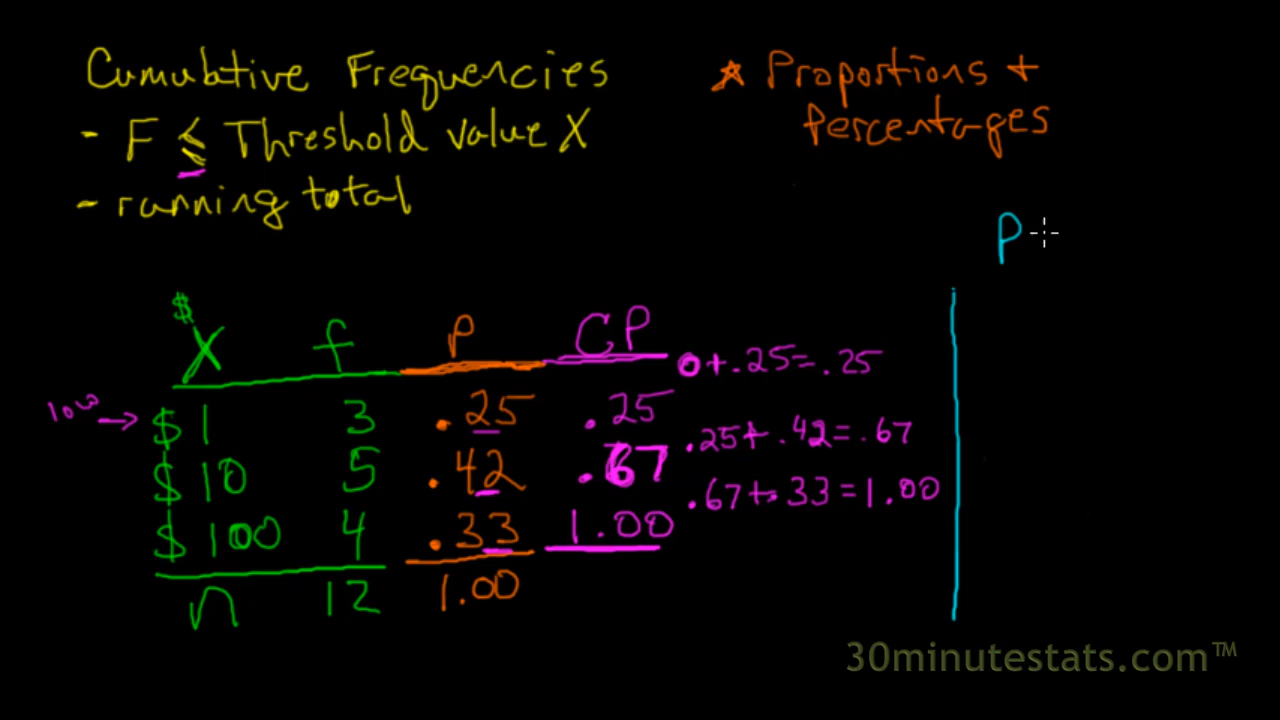 Cumulative Frequencies
- F ≤ Threshold value X
- running total
* Proportions +
Percentages
P
$
X f P CP 0+.25=.25
low → $1 3 .25 .25
.25+.42=.67
$10 5 .42 .67
.67+.33=1.00
$100 4 .33 1.00
n 12 1.00
30minutestats.com™